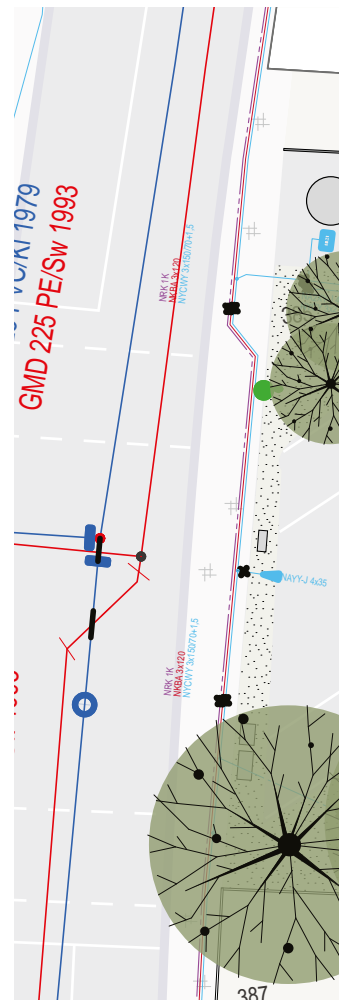 VC/KI 1979
GMD 225 PE/Sw 1993
NRK 1K
NKBA 3x120
NYCWY 3x150/70+1,5
NAYY-J 4x35
NRK 1K
NKBA 3x120
NYCWY 3x150/70+1,5
387